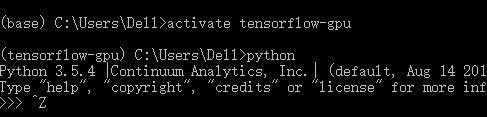 (base) C:\Users\Dell>activate tensorflow-gpu
(tensorflow-gpu) C:\Users\Dell>python
Python 3.5.4 |Continuum Analytics, Inc.| (default, Aug 14 201
Type "help", "copyright", "credits" or "license" for more inf
>>> ^Z